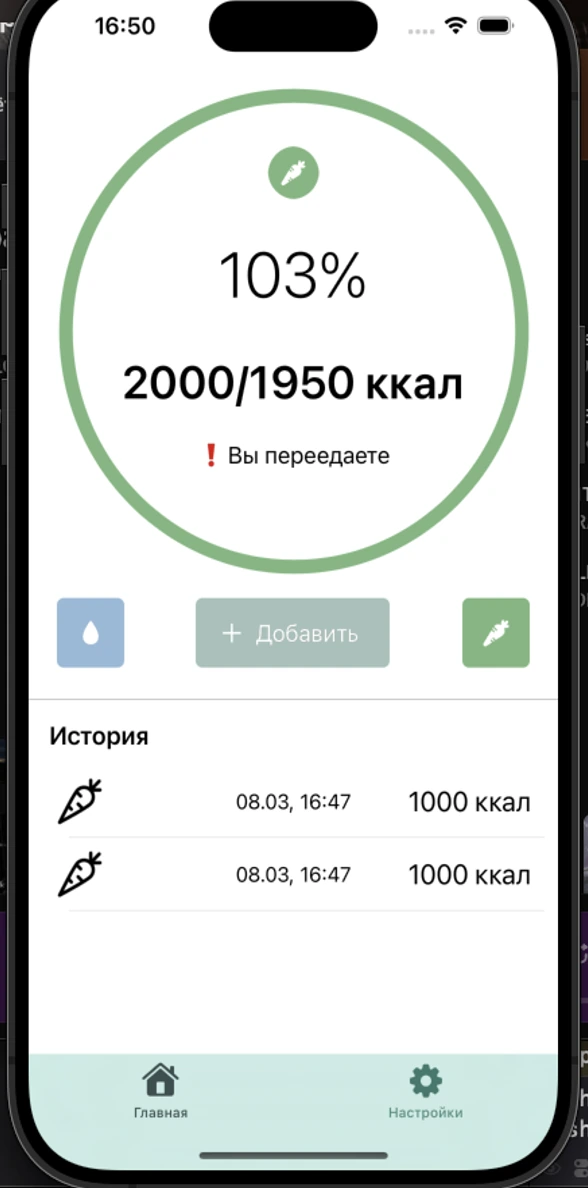 16:50
103%
2000/1950 ккал
❗ Вы переедаете
+ Добавить
История
08.03, 16:47 1000 ккал
08.03, 16:47 1000 ккал
Главная Настройки